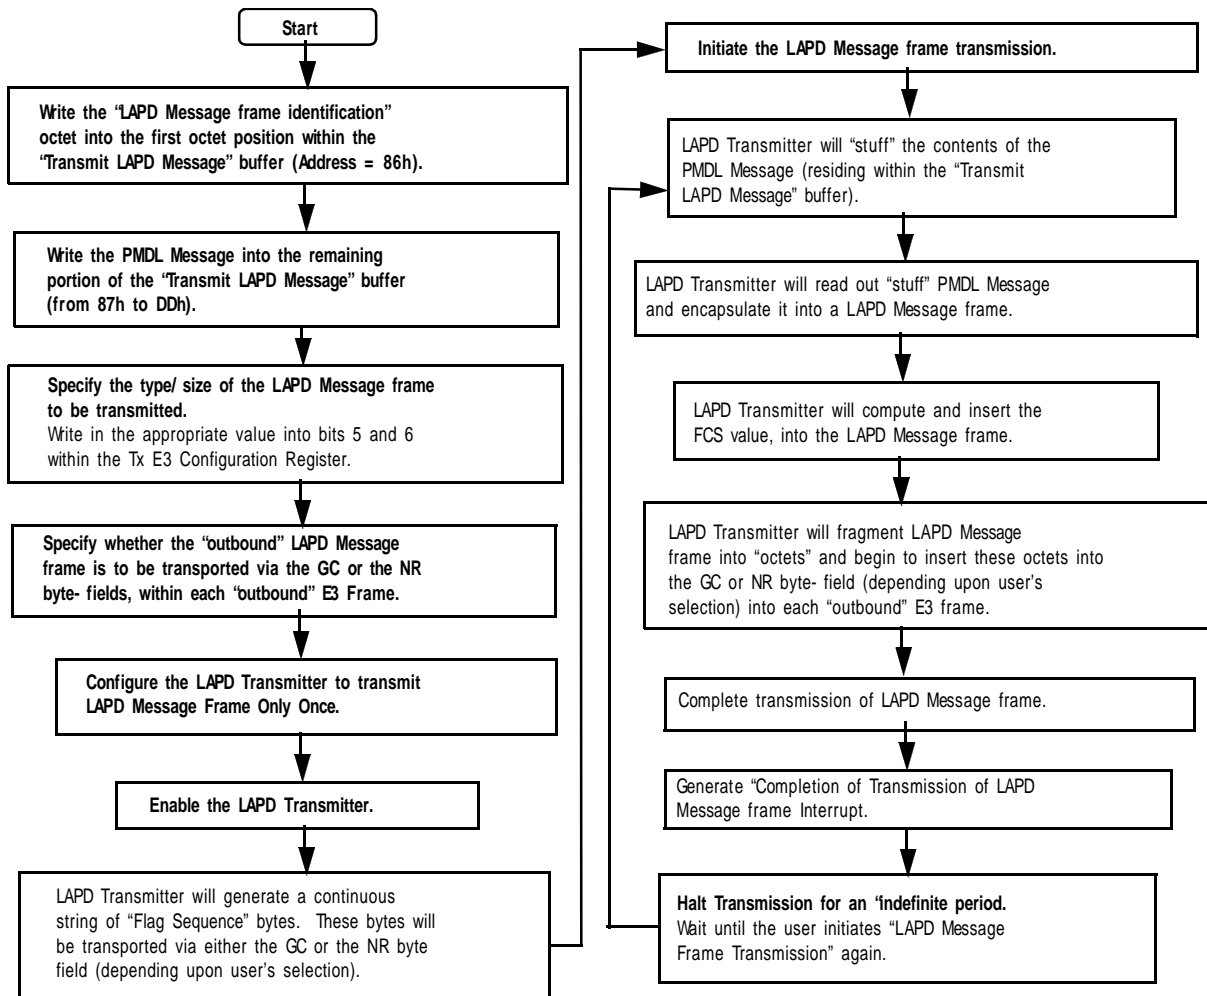 Start
Write the “LAPD Message frame identification”
octet into the first octet position within the
“Transmit LAPD Message” buffer (Address = 86h).
Write the PMDL Message into the remaining
portion of the “Transmit LAPD Message” buffer
(from 87h to DDh).
Specify the type/ size of the LAPD Message frame
to be transmitted.
Write in the appropriate value into bits 5 and 6
within the Tx E3 Configuration Register.
Specify whether the “outbound” LAPD Message
frame is to be transported via the GC or the NR
byte- fields, within each “outbound” E3 Frame.
Configure the LAPD Transmitter to transmit
LAPD Message Frame Only Once.
Enable the LAPD Transmitter.
LAPD Transmitter will generate a continuous
string of “Flag Sequence” bytes. These bytes will
be transported via either the GC or the NR byte
field (depending upon user's selection).
Initiate the LAPD Message frame transmission.
LAPD Transmitter will “stuff” the contents of the
PMDL Message (residing within the “Transmit
LAPD Message” buffer).
LAPD Transmitter will read out “stuff” PMDL Message
and encapsulate it into a LAPD Message frame.
LAPD Transmitter will compute and insert the
FCS value, into the LAPD Message frame.
LAPD Transmitter will fragment LAPD Message
frame into “octets” and begin to insert these octets into
the GC or NR byte- field (depending upon user's
selection) into each “outbound” E3 frame.
Complete transmission of LAPD Message frame.
Generate “Completion of Transmission of LAPD
Message frame Interrupt.
Halt Transmission for an “indefinite period.
Wait until the user initiates “LAPD Message
Frame Transmission” again.